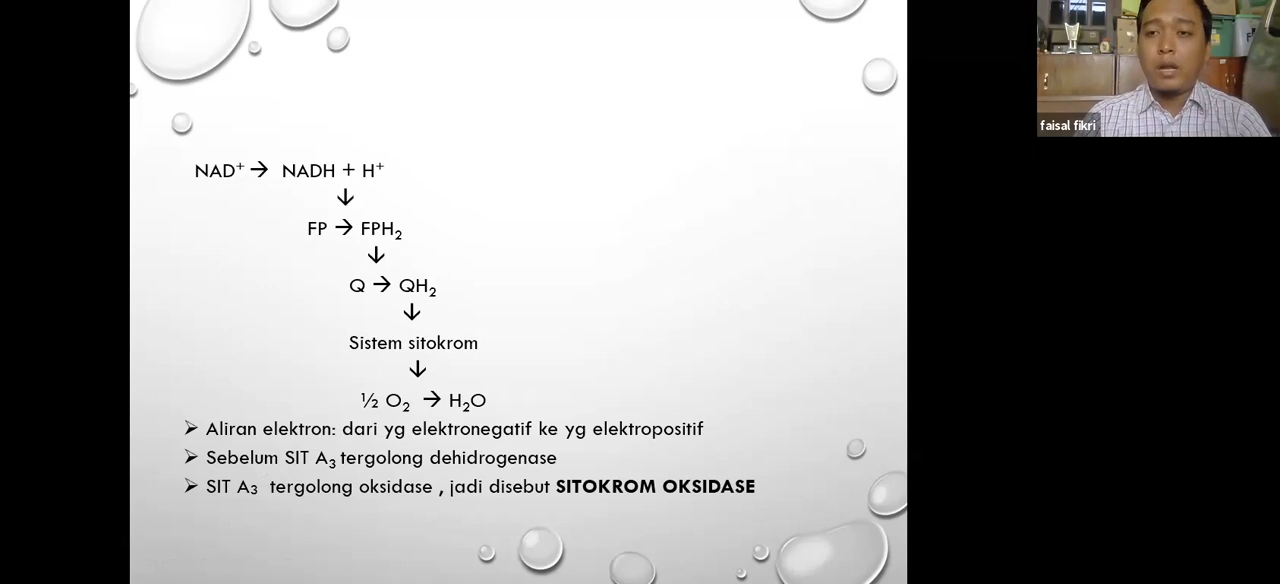 faisal fikri
NAD⁺ → NADH + H⁺
↓
FP → FPH₂
↓
Q → QH₂
↓
Sistem sitokrom
↓
½ O₂ → H₂O
➢ Aliran elektron: dari yg elektronegatif ke yg elektropositif
➢ Sebelum SIT A₃ tergolong dehidrogenase
➢ SIT A₃ tergolong oksidase , jadi disebut SITOKROM OKSIDASE